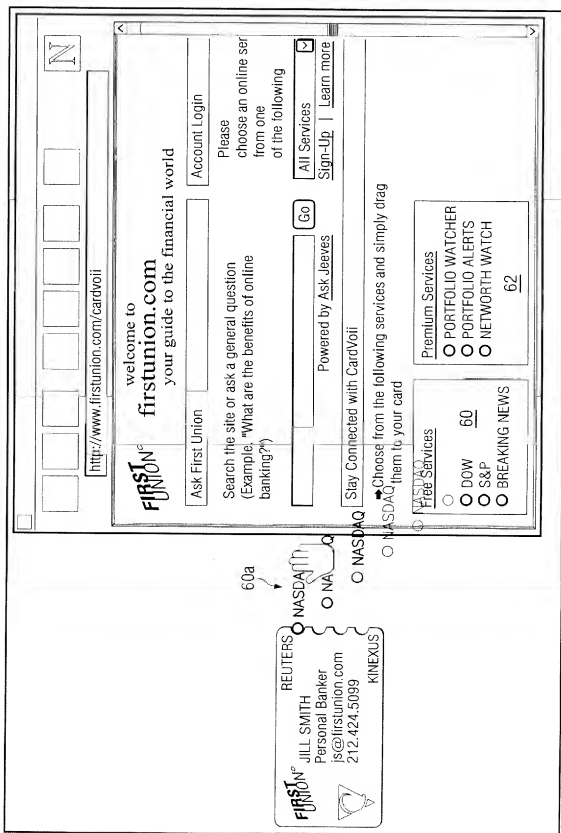 N
http://www.firstunion.com/cardvoii
FIRST UNION
welcome to
firstunion.com
your guide to the financial world
Ask First Union
Account Login
Search the site or ask a general question
(Example, "What are the benefits of online
banking?")
Go
Powered by Ask Jeeves
Please
choose an online ser
from one
of the following
All Services
Sign-Up | Learn more
Stay Connected with CardVoii
Choose from the following services and simply drag
them to your card
Free Services
DOW
S&P
BREAKING NEWS
60
Premium Services
PORTFOLIO WATCHER
PORTFOLIO ALERTS
NETWORTH WATCH
62
60a
NASDA
NA Q
NASDAQ
NASDAQ
NASDAQ
FIRST UNION
REUTERS
JILL SMITH
Personal Banker
js@firstunion.com
212.424.5099
KINEXUS